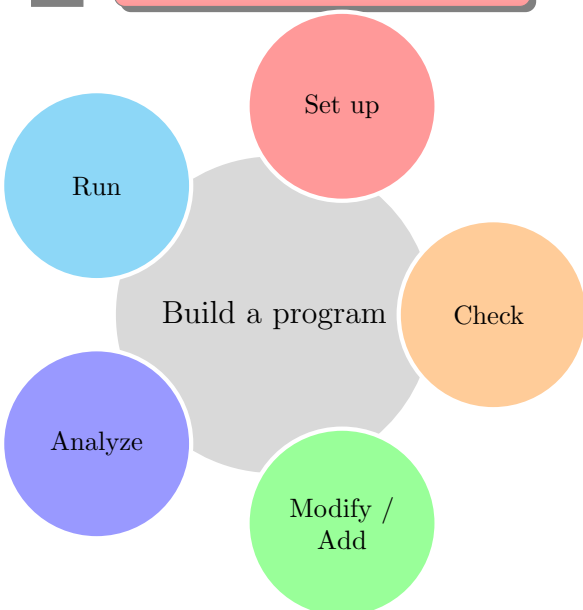 Set up
Run
Build a program
Check
Analyze
Modify /
Add